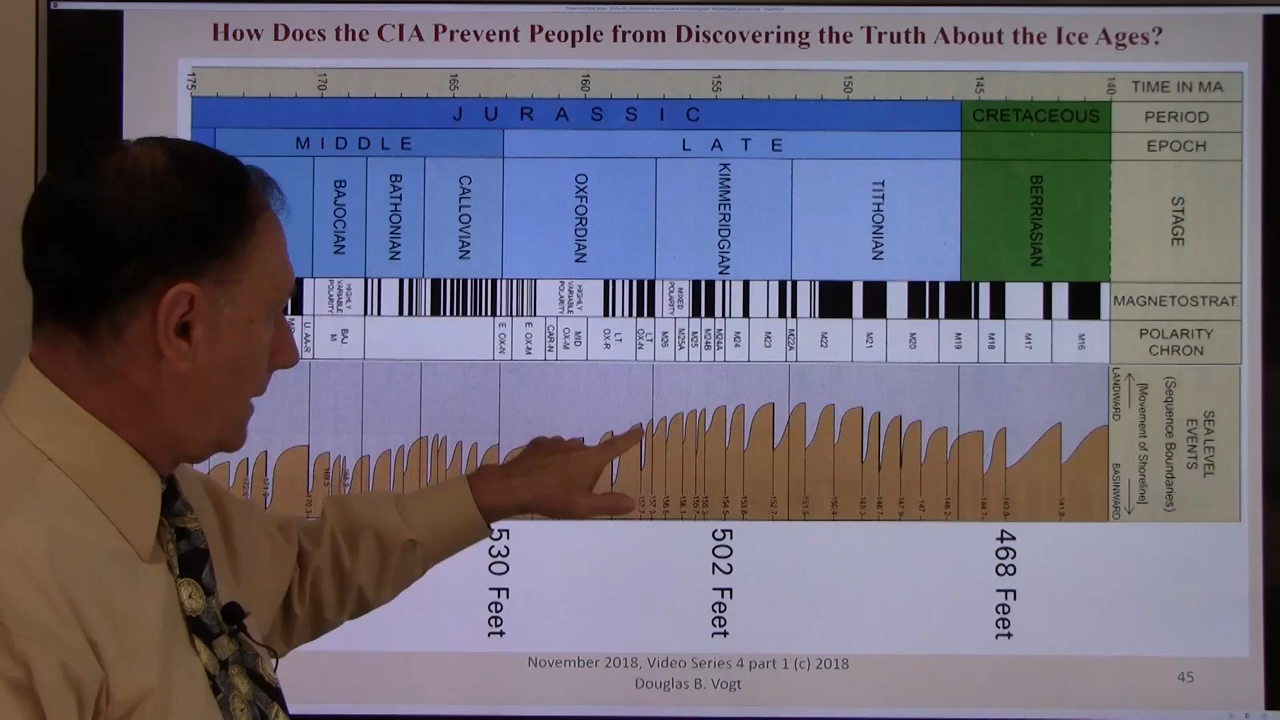 How Does the CIA Prevent People from Discovering the Truth About the Ice Ages?
175 170 165 160 155 150 145 140 TIME IN MA
JURASSIC CRETACEOUS PERIOD
MIDDLE LATE EPOCH
BAJOCIAN BATHONIAN CALLOVIAN OXFORDIAN KIMMERIDGIAN TITHONIAN BERRIASIAN STAGE
HIGHLY VARIABLE POLARITY HIGHLY VARIABLE POLARITY MIXED POLARITY MAGNETOSTRAT.
U. AA-R BAJ M E. OX-N E. OX-M CAR-N MID OX-M LT OX-R LT OX-N M26 M25A M25 M24B M24A M24 M23 M22A M22 M21 M20 M19 M18 M17 M16 POLARITY CHRON
LANDWARD BASINWARD
[Movement of Shoreline]
(Sequence Boundaries)
SEA LEVEL EVENTS
530 Feet 502 Feet 468 Feet
November 2018, Video Series 4 part 1 (c) 2018
Douglas B. Vogt
45